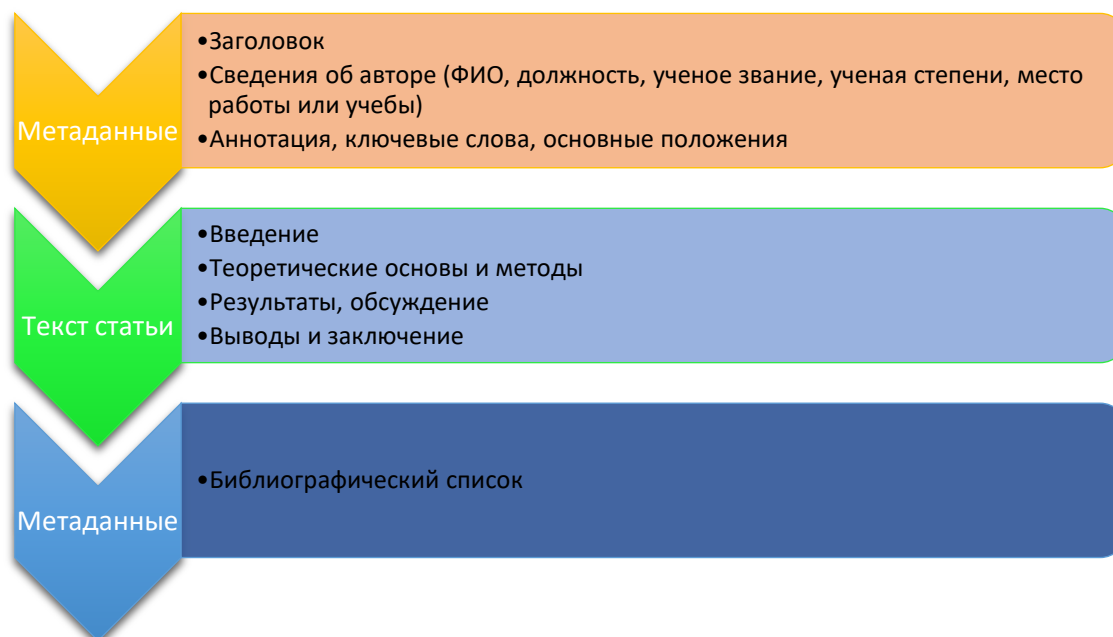 Метаданные
•Заголовок
•Сведения об авторе (ФИО, должность, ученое звание, ученая степени, место
работы или учебы)
•Аннотация, ключевые слова, основные положения
Текст статьи
•Введение
•Теоретические основы и методы
•Результаты, обсуждение
•Выводы и заключение
Метаданные
•Библиографический список